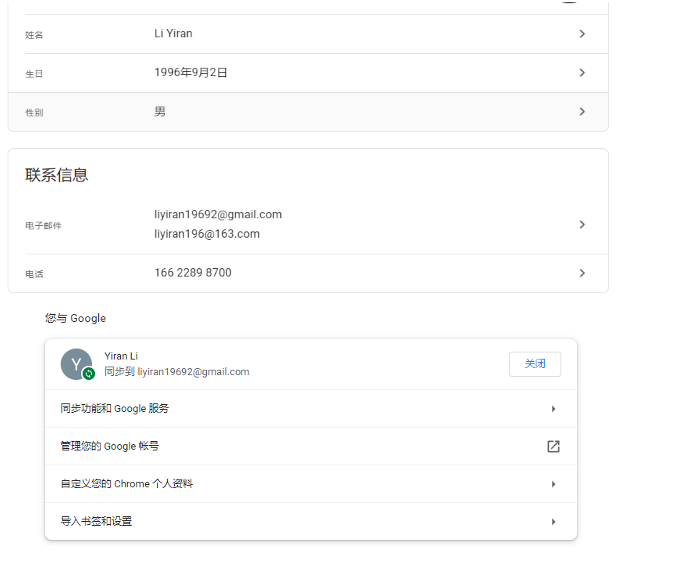 姓名 Li Yiran
生日 1996年9月2日
性别 男
联系信息
电子邮件 liyiran19692@gmail.com
liyiran196@163.com
电话 166 2289 8700
您与 Google
Y Yiran Li
同步到 liyiran19692@gmail.com
关闭
同步功能和 Google 服务
管理您的 Google 帐号
自定义您的 Chrome 个人资料
导入书签和设置